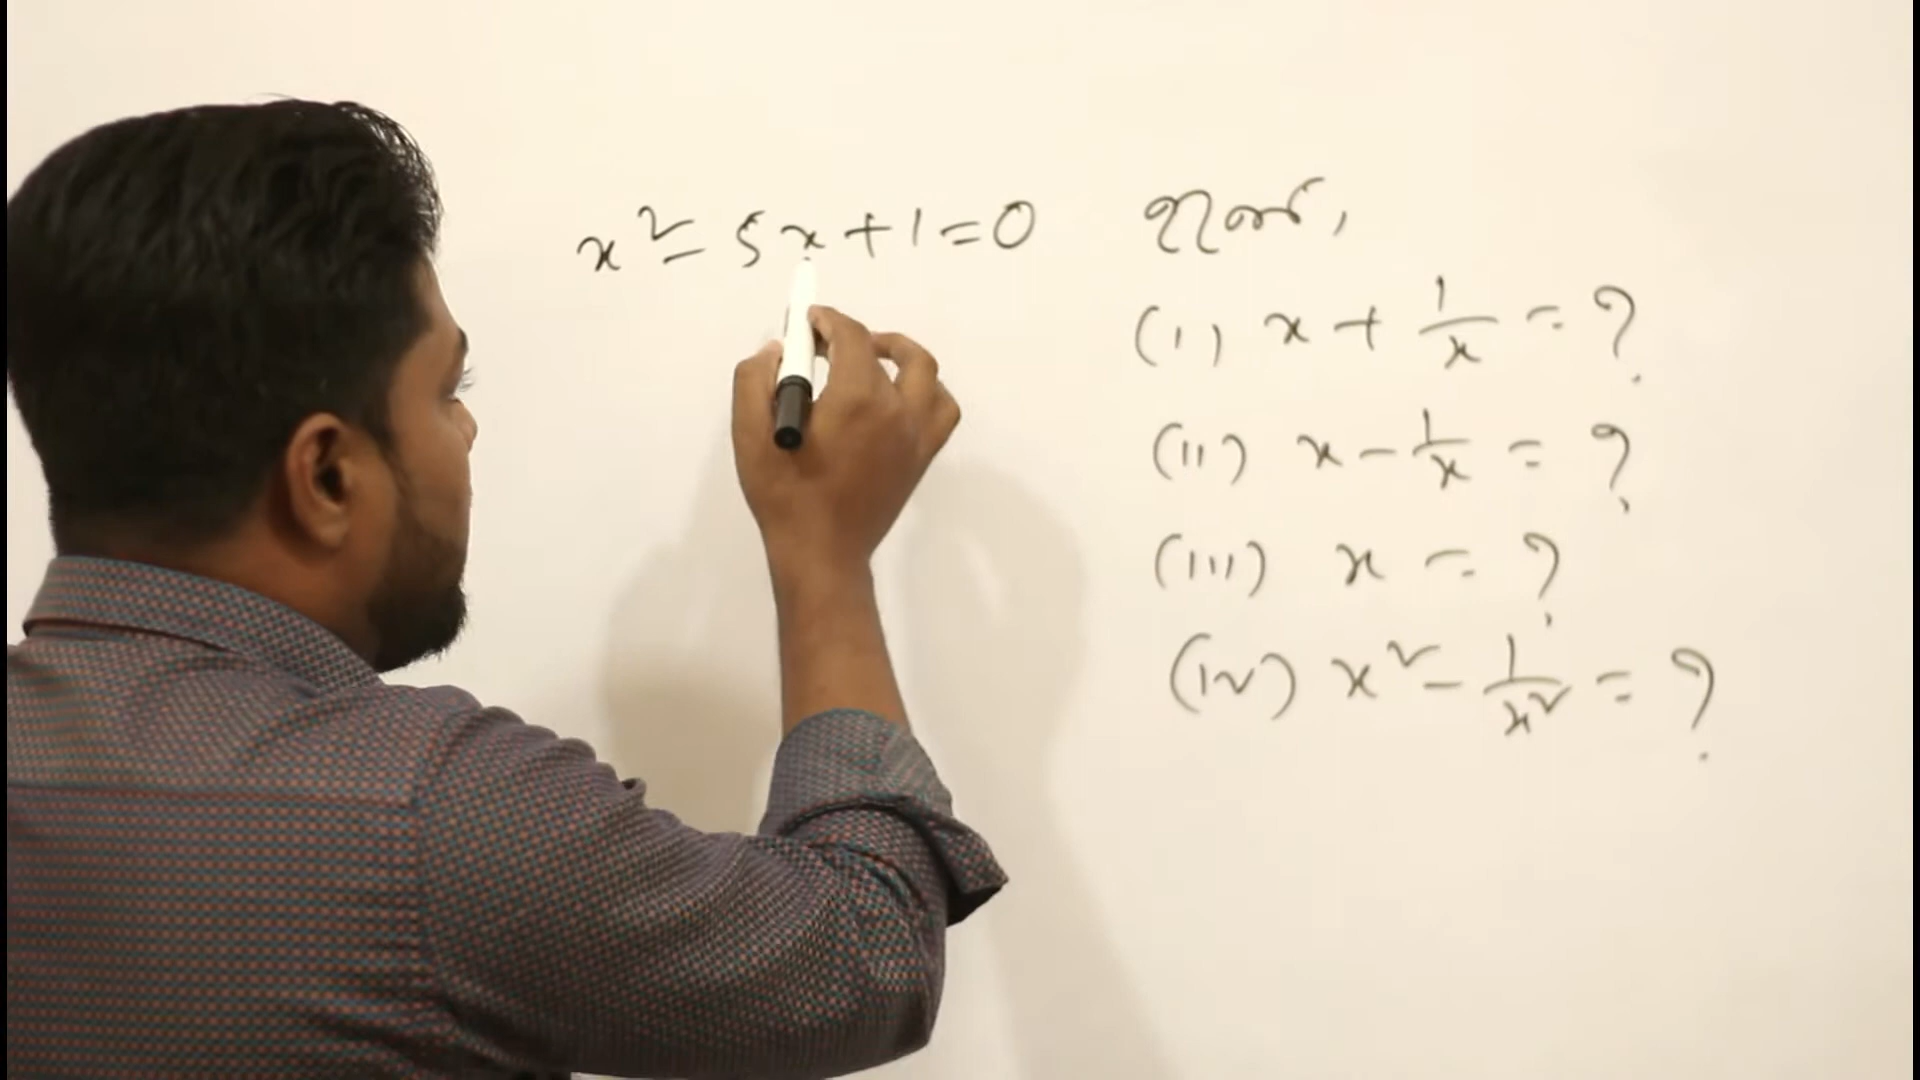 x² - 5x + 1 = 0 হলে,
(i) x + 1/x = ?
(ii) x - 1/x = ?
(iii) x = ?
(iv) x² - 1/x² = ?